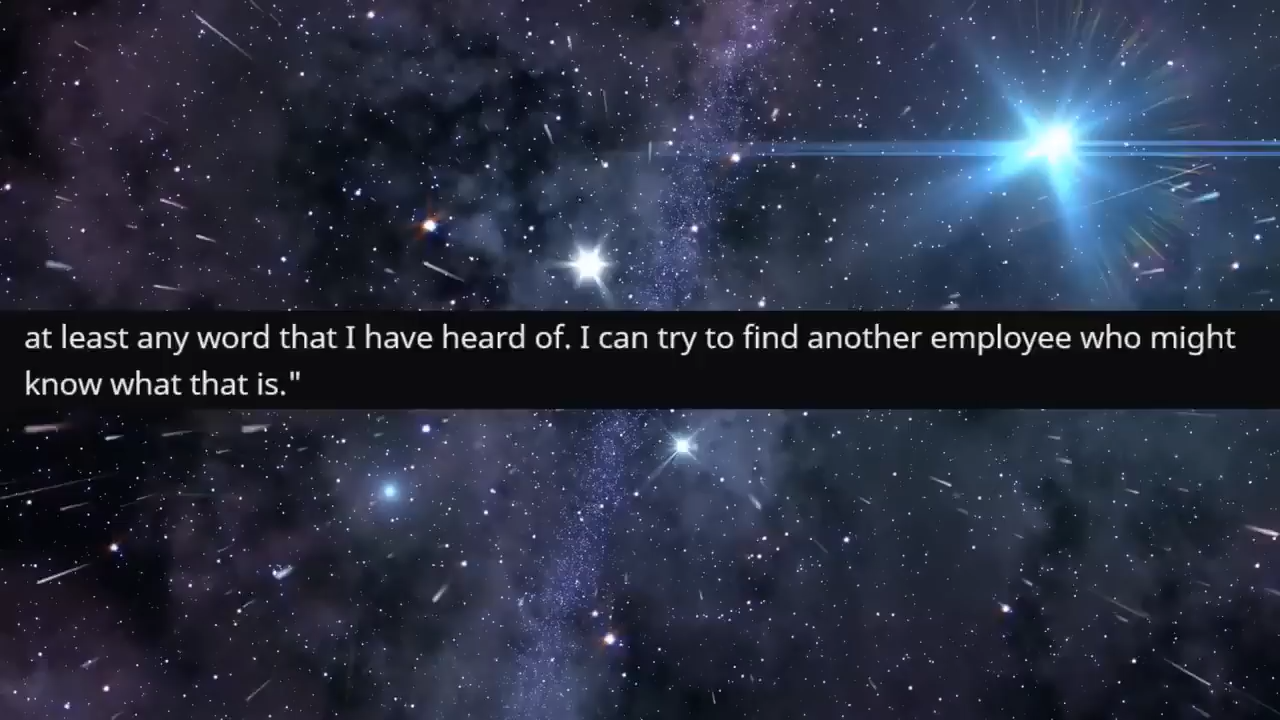 at least any word that I have heard of. I can try to find another employee who might
know what that is."